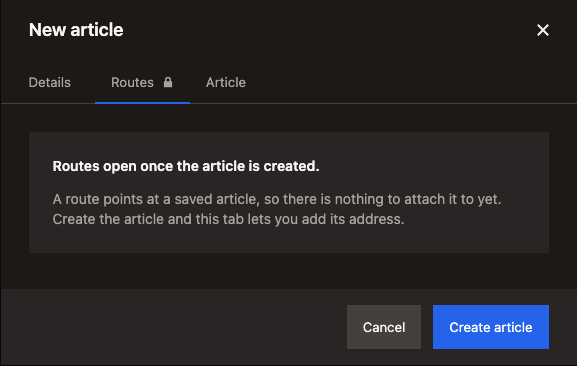 New article
Details
Routes
Article
Routes open once the article is created.
A route points at a saved article, so there is nothing to attach it to yet.
Create the article and this tab lets you add its address.
Cancel
Create article